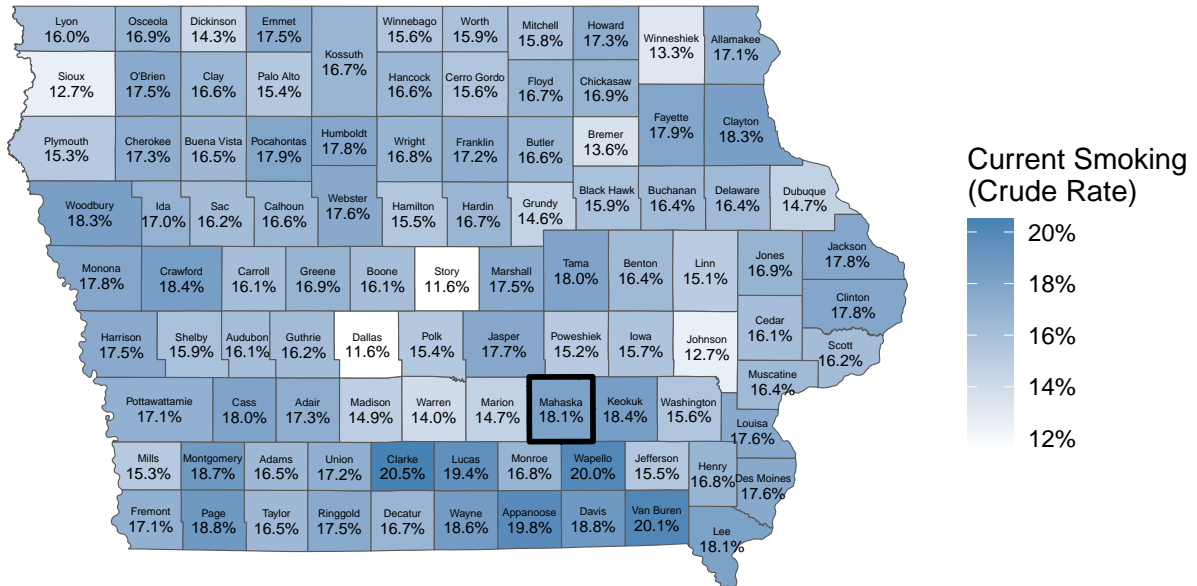 Lyon
16.0%
Osceola
16.9%
Dickinson
14.3%
Emmet
17.5%
Kossuth
16.7%
Winnebago
15.6%
Worth
15.9%
Mitchell
15.8%
Howard
17.3%
Winneshiek
13.3%
Allamakee
17.1%
Sioux
12.7%
O'Brien
17.5%
Clay
16.6%
Palo Alto
15.4%
Hancock
16.6%
Cerro Gordo
15.6%
Floyd
16.7%
Chickasaw
16.9%
Fayette
17.9%
Clayton
18.3%
Plymouth
15.3%
Cherokee
17.3%
Buena Vista
16.5%
Pocahontas
17.9%
Humboldt
17.8%
Wright
16.8%
Franklin
17.2%
Butler
16.6%
Bremer
13.6%
Woodbury
18.3%
Ida
17.0%
Sac
16.2%
Calhoun
16.6%
Webster
17.6%
Hamilton
15.5%
Hardin
16.7%
Grundy
14.6%
Black Hawk
15.9%
Buchanan
16.4%
Delaware
16.4%
Dubuque
14.7%
Monona
17.8%
Crawford
18.4%
Carroll
16.1%
Greene
16.9%
Boone
16.1%
Story
11.6%
Marshall
17.5%
Tama
18.0%
Benton
16.4%
Linn
15.1%
Jones
16.9%
Jackson
17.8%
Clinton
17.8%
Harrison
17.5%
Shelby
15.9%
Audubon
16.1%
Guthrie
16.2%
Dallas
11.6%
Polk
15.4%
Jasper
17.7%
Poweshiek
15.2%
Iowa
15.7%
Johnson
12.7%
Cedar
16.1%
Scott
16.2%
Muscatine
16.4%
Pottawattamie
17.1%
Cass
18.0%
Adair
17.3%
Madison
14.9%
Warren
14.0%
Marion
14.7%
Mahaska
18.1%
Keokuk
18.4%
Washington
15.6%
Louisa
17.6%
Mills
15.3%
Montgomery
18.7%
Adams
16.5%
Union
17.2%
Clarke
20.5%
Lucas
19.4%
Monroe
16.8%
Wapello
20.0%
Jefferson
15.5%
Henry
16.8%
Des Moines
17.6%
Fremont
17.1%
Page
18.8%
Taylor
16.5%
Ringgold
17.5%
Decatur
16.7%
Wayne
18.6%
Appanoose
19.8%
Davis
18.8%
Van Buren
20.1%
Lee
18.1%
Current Smoking
(Crude Rate)
20%
18%
16%
14%
12%